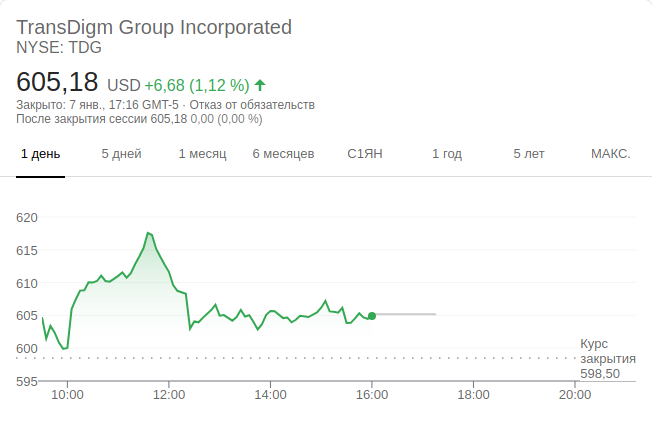 TransDigm Group Incorporated
NYSE: TDG
605,18 USD +6,68 (1,12 %)
Закрыто: 7 янв., 17:16 GMT-5 · Отказ от обязательств
После закрытия сессии 605,18 0,00 (0,00 %)
1 день 5 дней 1 месяц 6 месяцев С1ЯН 1 год 5 лет МАКС.
620
615
610
605
600
Курс
закрытия
598,50
595
10:00 12:00 14:00 16:00 18:00 20:00